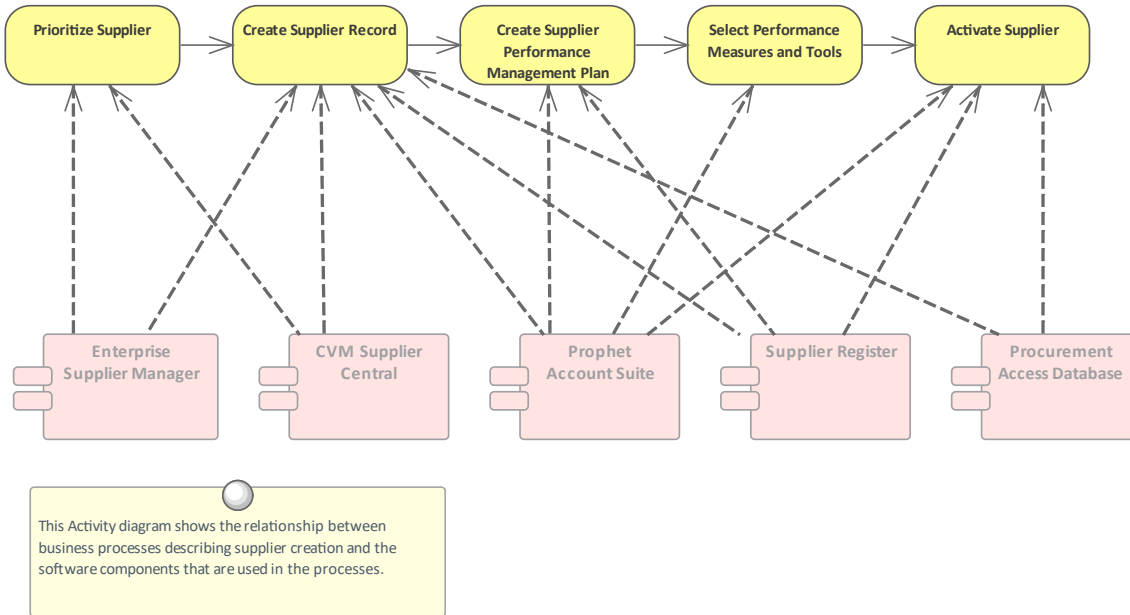 Prioritize Supplier
Create Supplier Record
Create Supplier
Performance
Management Plan
Select Performance
Measures and Tools
Activate Supplier
Enterprise
Supplier Manager
CVM Supplier
Central
Prophet
Account Suite
Supplier Register
Procurement
Access Database
This Activity diagram shows the relationship between
business processes describing supplier creation and the
software components that are used in the processes.